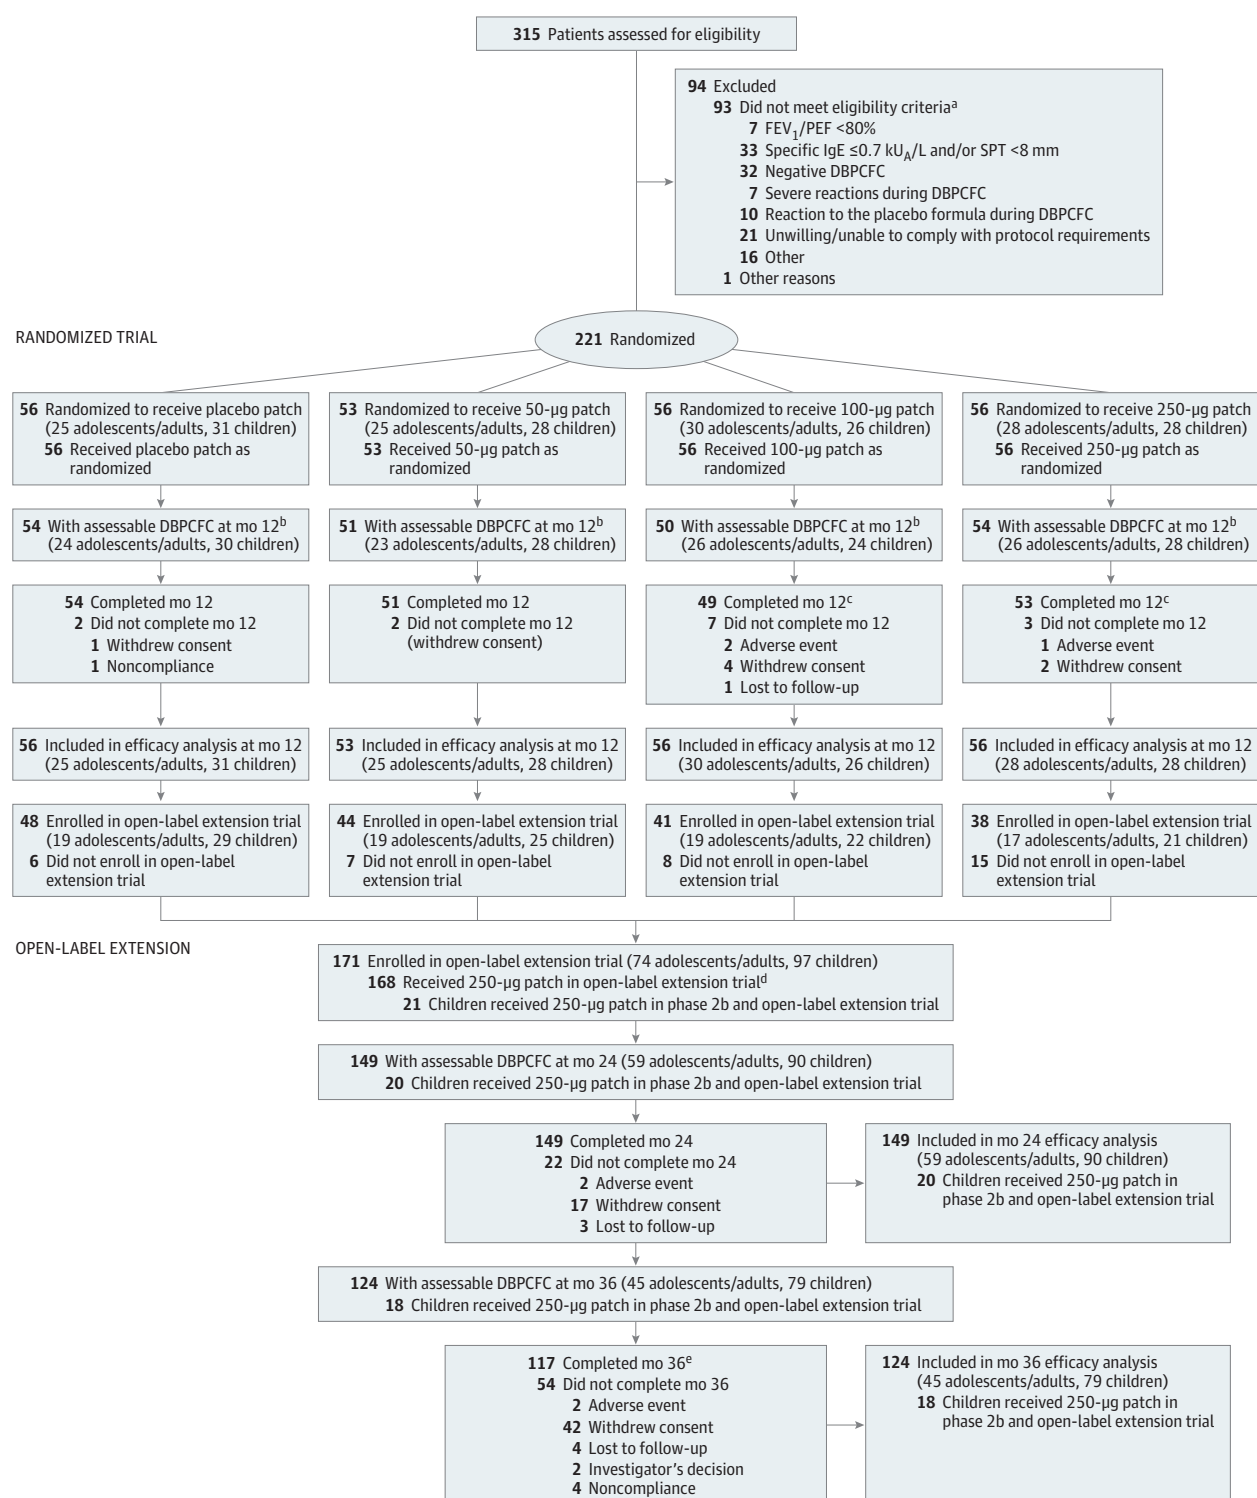 315 Patients assessed for eligibility
94 Excluded
93 Did not meet eligibility criteriaᵃ
7 FEV₁/PEF <80%
33 Specific IgE ≤0.7 kU_A/L and/or SPT <8 mm
32 Negative DBPCFC
7 Severe reactions during DBPCFC
10 Reaction to the placebo formula during DBPCFC
21 Unwilling/unable to comply with protocol requirements
16 Other
1 Other reasons
RANDOMIZED TRIAL
221 Randomized
56 Randomized to receive placebo patch
(25 adolescents/adults, 31 children)
56 Received placebo patch as
randomized
53 Randomized to receive 50-µg patch
(25 adolescents/adults, 28 children)
53 Received 50-µg patch as
randomized
56 Randomized to receive 100-µg patch
(30 adolescents/adults, 26 children)
56 Received 100-µg patch as
randomized
56 Randomized to receive 250-µg patch
(28 adolescents/adults, 28 children)
56 Received 250-µg patch as
randomized
54 With assessable DBPCFC at mo 12ᵇ
(24 adolescents/adults, 30 children)
51 With assessable DBPCFC at mo 12ᵇ
(23 adolescents/adults, 28 children)
50 With assessable DBPCFC at mo 12ᵇ
(26 adolescents/adults, 24 children)
54 With assessable DBPCFC at mo 12ᵇ
(26 adolescents/adults, 28 children)
54 Completed mo 12
2 Did not complete mo 12
1 Withdrew consent
1 Noncompliance
51 Completed mo 12
2 Did not complete mo 12
(withdrew consent)
49 Completed mo 12ᶜ
7 Did not complete mo 12
2 Adverse event
4 Withdrew consent
1 Lost to follow-up
53 Completed mo 12ᶜ
3 Did not complete mo 12
1 Adverse event
2 Withdrew consent
56 Included in efficacy analysis at mo 12
(25 adolescents/adults, 31 children)
53 Included in efficacy analysis at mo 12
(25 adolescents/adults, 28 children)
56 Included in efficacy analysis at mo 12
(30 adolescents/adults, 26 children)
56 Included in efficacy analysis at mo 12
(28 adolescents/adults, 28 children)
48 Enrolled in open-label extension trial
(19 adolescents/adults, 29 children)
6 Did not enroll in open-label
extension trial
44 Enrolled in open-label extension trial
(19 adolescents/adults, 25 children)
7 Did not enroll in open-label
extension trial
41 Enrolled in open-label extension trial
(19 adolescents/adults, 22 children)
8 Did not enroll in open-label
extension trial
38 Enrolled in open-label extension trial
(17 adolescents/adults, 21 children)
15 Did not enroll in open-label
extension trial
OPEN-LABEL EXTENSION
171 Enrolled in open-label extension trial (74 adolescents/adults, 97 children)
168 Received 250-µg patch in open-label extension trialᵈ
21 Children received 250-µg patch in phase 2b and open-label extension trial
149 With assessable DBPCFC at mo 24 (59 adolescents/adults, 90 children)
20 Children received 250-µg patch in phase 2b and open-label extension trial
149 Completed mo 24
22 Did not complete mo 24
2 Adverse event
17 Withdrew consent
3 Lost to follow-up
149 Included in mo 24 efficacy analysis
(59 adolescents/adults, 90 children)
20 Children received 250-µg patch in
phase 2b and open-label extension trial
124 With assessable DBPCFC at mo 36 (45 adolescents/adults, 79 children)
18 Children received 250-µg patch in phase 2b and open-label extension trial
117 Completed mo 36ᵉ
54 Did not complete mo 36
2 Adverse event
42 Withdrew consent
4 Lost to follow-up
2 Investigator's decision
4 Noncompliance
124 Included in mo 36 efficacy analysis
(45 adolescents/adults, 79 children)
18 Children received 250-µg patch in
phase 2b and open-label extension trial